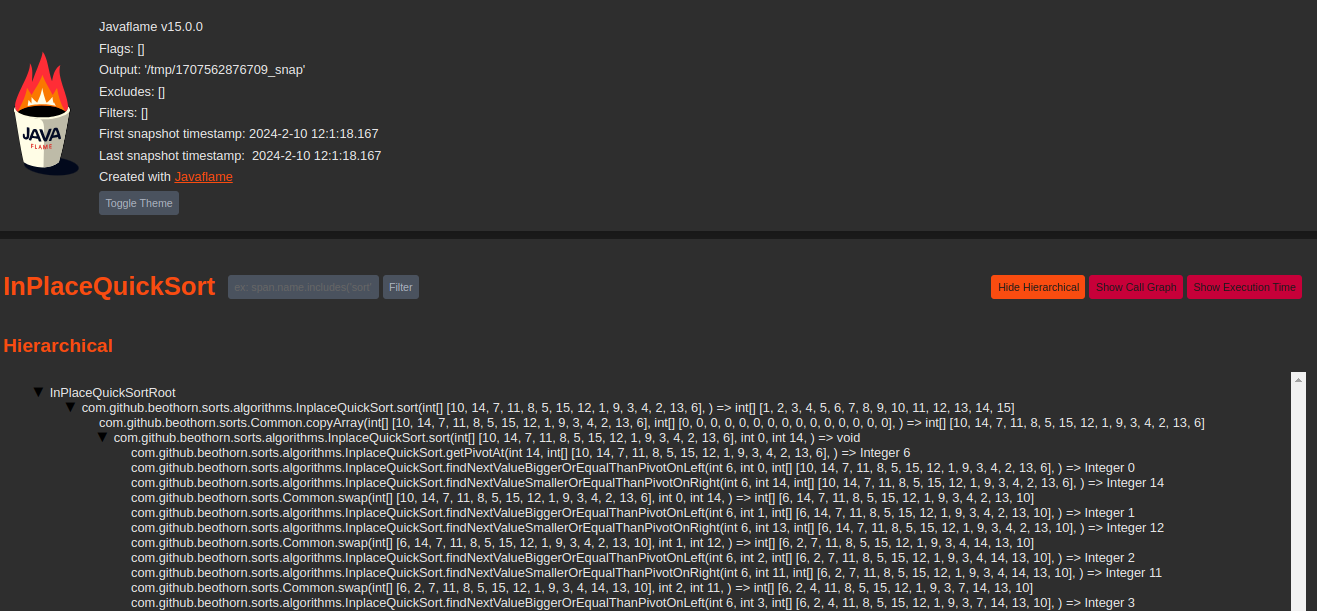 Javaflame v15.0.0
Flags: []
Output: '/tmp/1707562876709_snap'
Excludes: []
Filters: []
First snapshot timestamp: 2024-2-10 12:1:18.167
Last snapshot timestamp: 2024-2-10 12:1:18.167
Created with Javaflame
Toggle Theme
JAVA
FLAME
InPlaceQuickSort ex: span.name.includes('sort' Filter Hide Hierarchical Show Call Graph Show Execution Time
Hierarchical
InPlaceQuickSortRoot
com.github.beothorn.sorts.algorithms.InplaceQuickSort.sort(int[] [10, 14, 7, 11, 8, 5, 15, 12, 1, 9, 3, 4, 2, 13, 6], ) => int[] [1, 2, 3, 4, 5, 6, 7, 8, 9, 10, 11, 12, 13, 14, 15]
com.github.beothorn.sorts.Common.copyArray(int[] [10, 14, 7, 11, 8, 5, 15, 12, 1, 9, 3, 4, 2, 13, 6], int[] [0, 0, 0, 0, 0, 0, 0, 0, 0, 0, 0, 0, 0, 0, 0], ) => int[] [10, 14, 7, 11, 8, 5, 15, 12, 1, 9, 3, 4, 2, 13, 6]
com.github.beothorn.sorts.algorithms.InplaceQuickSort.sort(int[] [10, 14, 7, 11, 8, 5, 15, 12, 1, 9, 3, 4, 2, 13, 6], int 0, int 14, ) => void
com.github.beothorn.sorts.algorithms.InplaceQuickSort.getPivotAt(int 14, int[] [10, 14, 7, 11, 8, 5, 15, 12, 1, 9, 3, 4, 2, 13, 6], ) => Integer 6
com.github.beothorn.sorts.algorithms.InplaceQuickSort.findNextValueBiggerOrEqualThanPivotOnLeft(int 6, int 0, int[] [10, 14, 7, 11, 8, 5, 15, 12, 1, 9, 3, 4, 2, 13, 6], ) => Integer 0
com.github.beothorn.sorts.algorithms.InplaceQuickSort.findNextValueSmallerOrEqualThanPivotOnRight(int 6, int 14, int[] [10, 14, 7, 11, 8, 5, 15, 12, 1, 9, 3, 4, 2, 13, 6], ) => Integer 14
com.github.beothorn.sorts.Common.swap(int[] [10, 14, 7, 11, 8, 5, 15, 12, 1, 9, 3, 4, 2, 13, 6], int 0, int 14, ) => int[] [6, 14, 7, 11, 8, 5, 15, 12, 1, 9, 3, 4, 2, 13, 10]
com.github.beothorn.sorts.algorithms.InplaceQuickSort.findNextValueBiggerOrEqualThanPivotOnLeft(int 6, int 1, int[] [6, 14, 7, 11, 8, 5, 15, 12, 1, 9, 3, 4, 2, 13, 10], ) => Integer 1
com.github.beothorn.sorts.algorithms.InplaceQuickSort.findNextValueSmallerOrEqualThanPivotOnRight(int 6, int 13, int[] [6, 14, 7, 11, 8, 5, 15, 12, 1, 9, 3, 4, 2, 13, 10], ) => Integer 12
com.github.beothorn.sorts.Common.swap(int[] [6, 14, 7, 11, 8, 5, 15, 12, 1, 9, 3, 4, 2, 13, 10], int 1, int 12, ) => int[] [6, 2, 7, 11, 8, 5, 15, 12, 1, 9, 3, 4, 14, 13, 10]
com.github.beothorn.sorts.algorithms.InplaceQuickSort.findNextValueBiggerOrEqualThanPivotOnLeft(int 6, int 2, int[] [6, 2, 7, 11, 8, 5, 15, 12, 1, 9, 3, 4, 14, 13, 10], ) => Integer 2
com.github.beothorn.sorts.algorithms.InplaceQuickSort.findNextValueSmallerOrEqualThanPivotOnRight(int 6, int 11, int[] [6, 2, 7, 11, 8, 5, 15, 12, 1, 9, 3, 4, 14, 13, 10], ) => Integer 11
com.github.beothorn.sorts.Common.swap(int[] [6, 2, 7, 11, 8, 5, 15, 12, 1, 9, 3, 4, 14, 13, 10], int 2, int 11, ) => int[] [6, 2, 4, 11, 8, 5, 15, 12, 1, 9, 3, 7, 14, 13, 10]
com.github.beothorn.sorts.algorithms.InplaceQuickSort.findNextValueBiggerOrEqualThanPivotOnLeft(int 6, int 3, int[] [6, 2, 4, 11, 8, 5, 15, 12, 1, 9, 3, 7, 14, 13, 10], ) => Integer 3